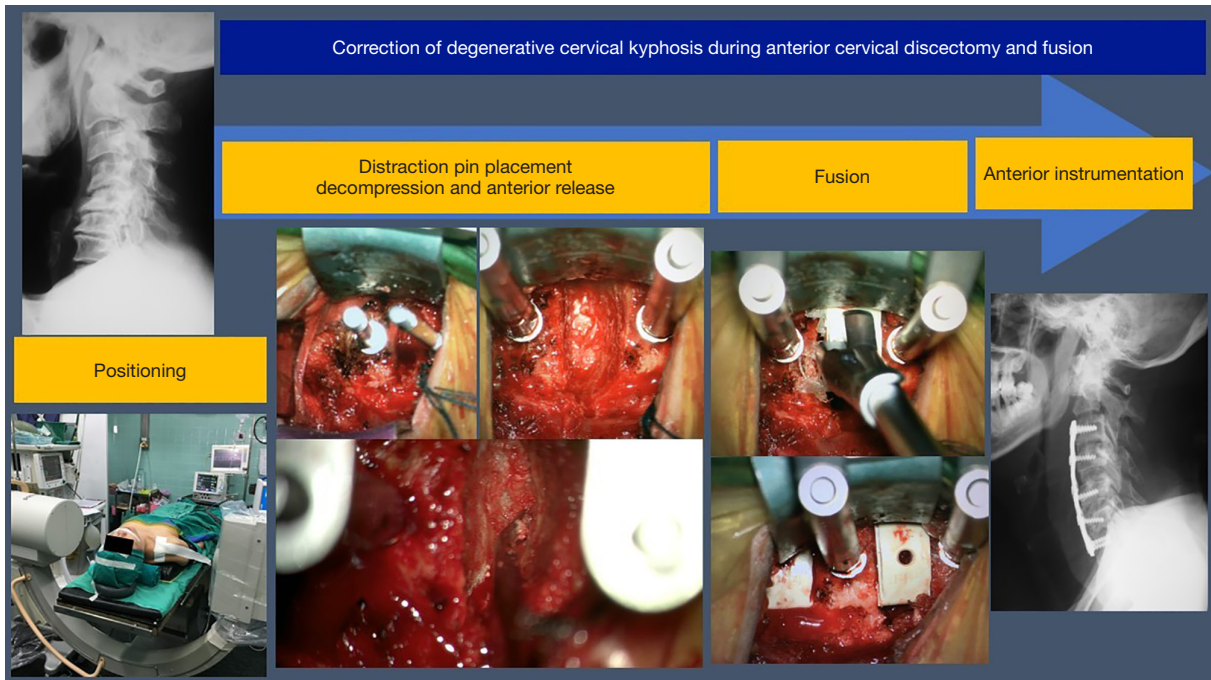 Correction of degenerative cervical kyphosis during anterior cervical discectomy and fusion
Distraction pin placement
decompression and anterior release
Fusion
Anterior instrumentation
Positioning